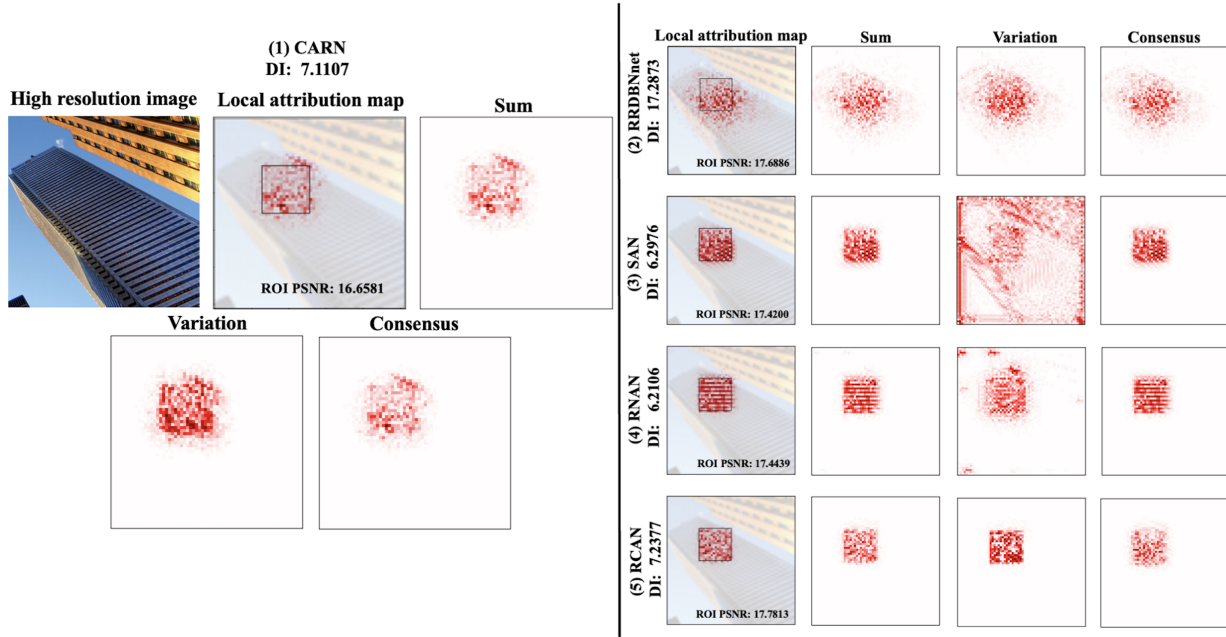 (1) CARN
DI: 7.1107
High resolution image
Local attribution map
Sum
ROI PSNR: 16.6581
Variation
Consensus
Local attribution map
Sum
Variation
Consensus
(2) RRDBNnet
DI: 17.2873
ROI PSNR: 17.6886
(3) SAN
DI: 6.2976
ROI PSNR: 17.4200
(4) RNAN
DI: 6.2106
ROI PSNR: 17.4439
(5) RCAN
DI: 7.2377
ROI PSNR: 17.7813